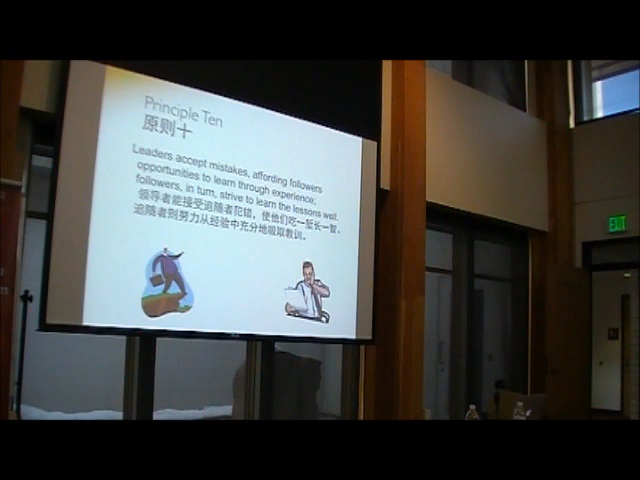 Principle Ten
原则十
Leaders accept mistakes, affording followers
opportunities to learn through experience;
followers, in turn, strive to learn the lessons well.
领导者能接受追随者犯错，使他们吃一堑长一智，
追随者则努力从经验中充分地吸取教训。
EXIT